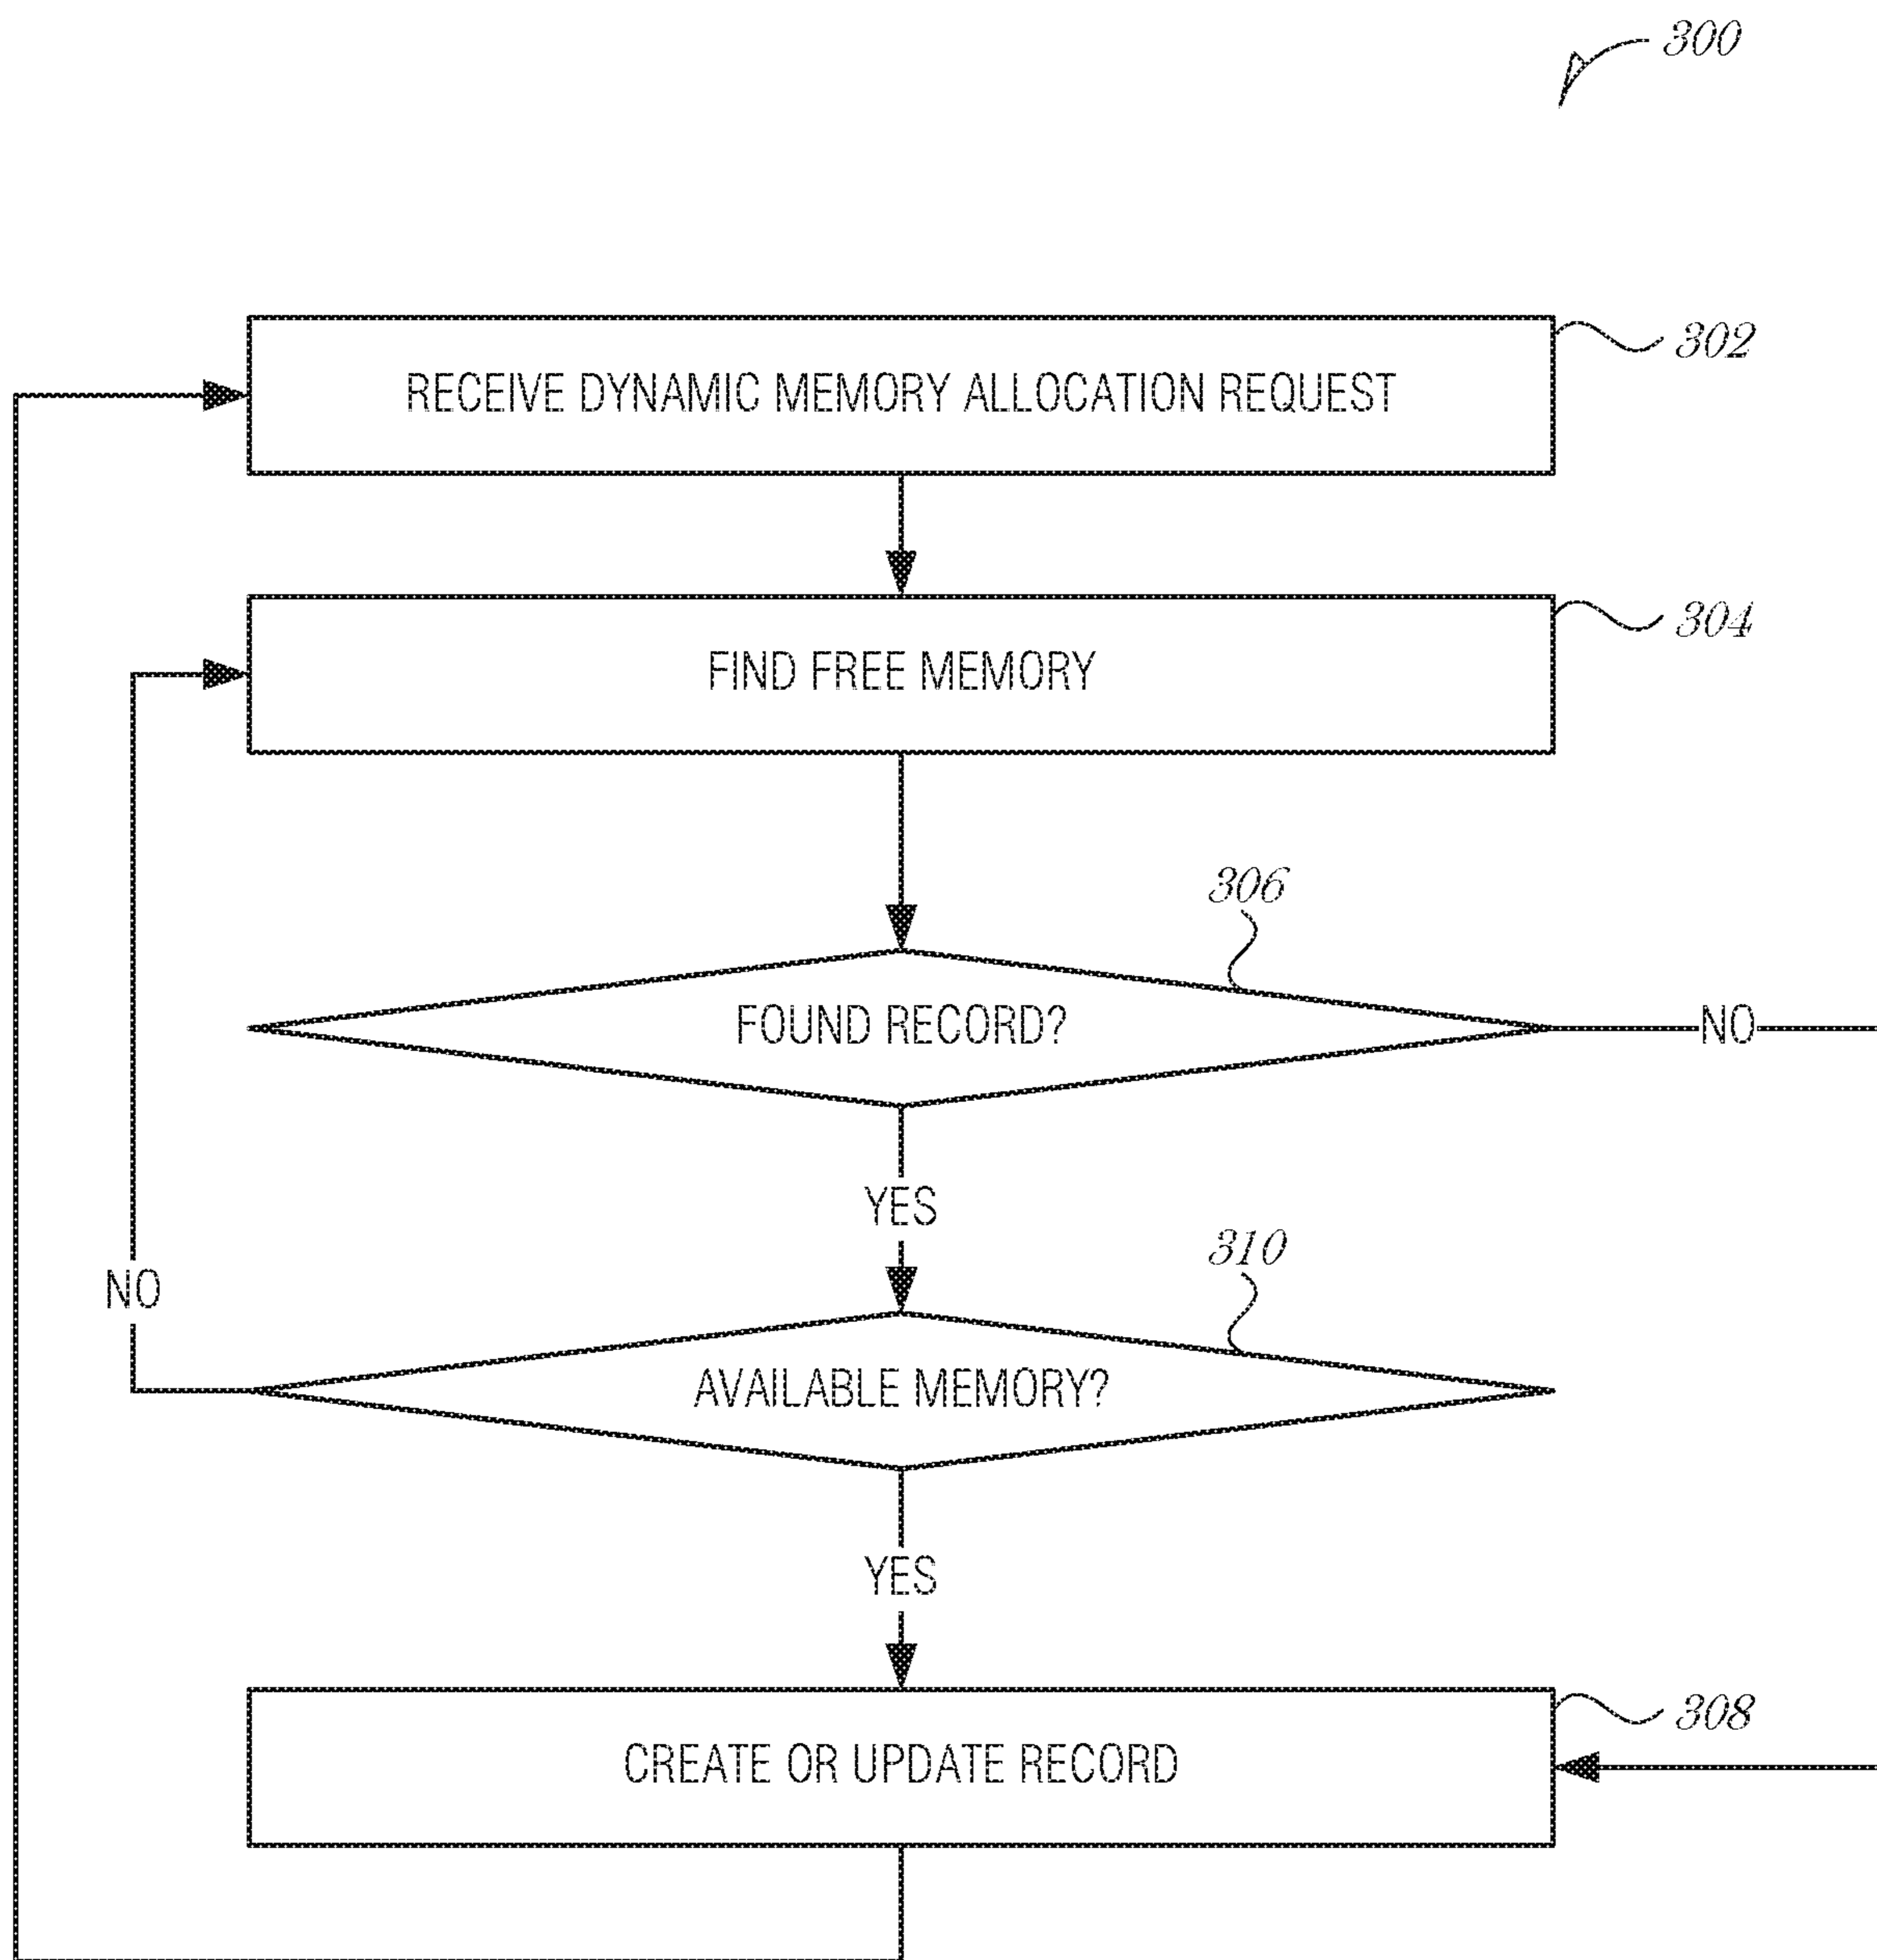 300
RECEIVE DYNAMIC MEMORY ALLOCATION REQUEST
302
FIND FREE MEMORY
304
306
FOUND RECORD?
NO
YES
310
NO
AVAILABLE MEMORY?
YES
CREATE OR UPDATE RECORD
308